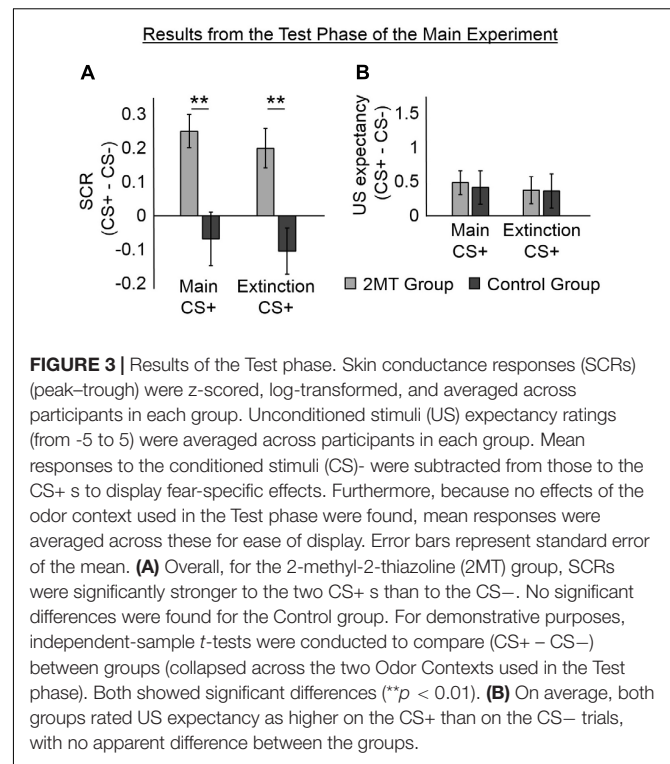 Results from the Test Phase of the Main Experiment
A
B
**
**
0.3
0.2
0.1
0
-0.1
-0.2
SCR
(CS+ - CS-)
Main
CS+
Extinction
CS+
1.5
1
0.5
0
US expectancy
(CS+ - CS-)
Main
CS+
Extinction
CS+
2MT Group
Control Group
FIGURE 3 | Results of the Test phase. Skin conductance responses (SCRs)
(peak–trough) were z-scored, log-transformed, and averaged across
participants in each group. Unconditioned stimuli (US) expectancy ratings
(from -5 to 5) were averaged across participants in each group. Mean
responses to the conditioned stimuli (CS)- were subtracted from those to the
CS+ s to display fear-specific effects. Furthermore, because no effects of the
odor context used in the Test phase were found, mean responses were
averaged across these for ease of display. Error bars represent standard error
of the mean. (A) Overall, for the 2-methyl-2-thiazoline (2MT) group, SCRs
were significantly stronger to the two CS+ s than to the CS−. No significant
differences were found for the Control group. For demonstrative purposes,
independent-sample t-tests were conducted to compare (CS+ – CS−)
between groups (collapsed across the two Odor Contexts used in the Test
phase). Both showed significant differences (**p < 0.01). (B) On average, both
groups rated US expectancy as higher on the CS+ than on the CS− trials,
with no apparent difference between the groups.